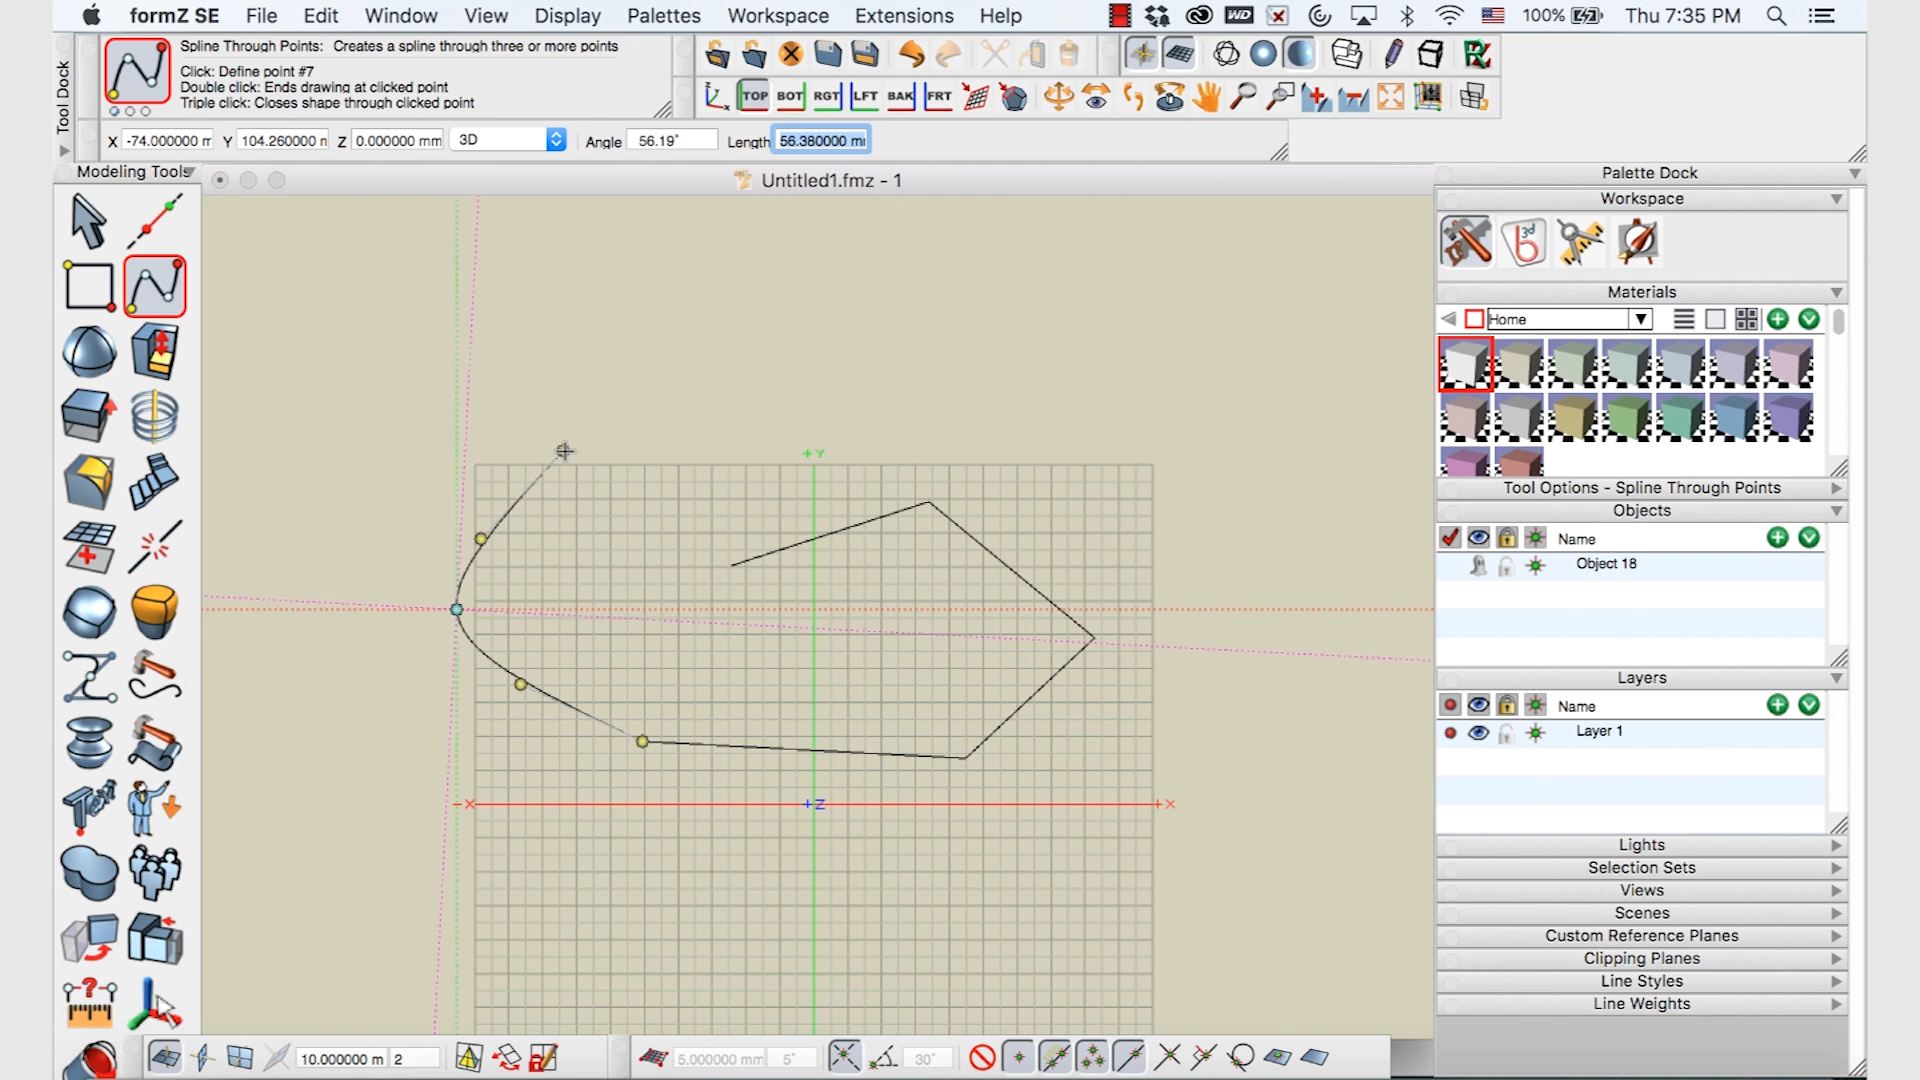 formZ SE File Edit Window View Display Palettes Workspace Extensions Help WD 100% Thu 7:35 PM
Tool Dock
Spline Through Points: Creates a spline through three or more points
Click: Define point #7
Double click: Ends drawing at clicked point
Triple click: Closes shape through clicked point
TOP BOT RGT LFT BAK FRT
X -74.000000 m Y 104.260000 n Z 0.000000 mm 3D Angle 56.19° Length 56.380000 m
Modeling Tools
Untitled1.fmz - 1
Palette Dock
Workspace
3d
Materials
Home
Tool Options - Spline Through Points
Objects
Name
Object 18
Layers
Name
Layer 1
Lights
Selection Sets
Views
Scenes
Custom Reference Planes
Clipping Planes
Line Styles
Line Weights
+Y
-X +Z +X
10.000000 m 2 5.000000 mm 5° 30°